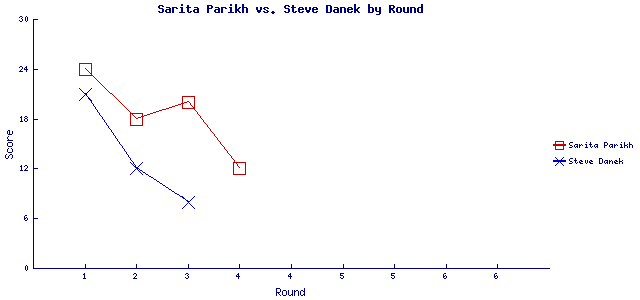 Sarita Parikh vs. Steve Danek by Round
30
24
18
12
6
0
Score
1 2 3 4 4 5 5 6 6
Round
Sarita Parikh
Steve Danek